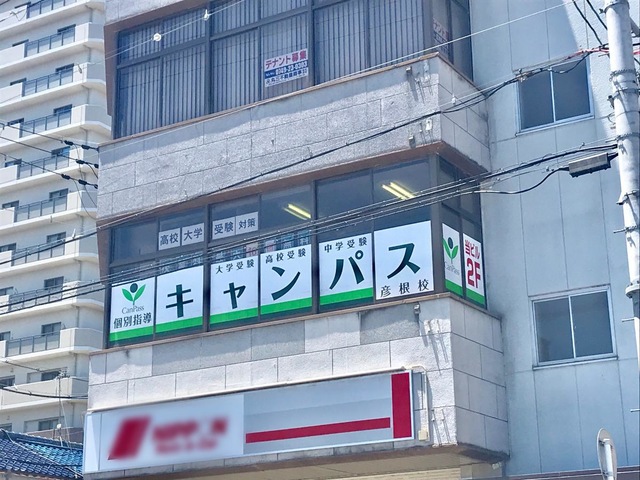 テナント募集
高校 大学 受験 対策
大学受験 高校受験 中学受験
CanPass
個別指導
キャンパス
彦根校
当ビル
2F